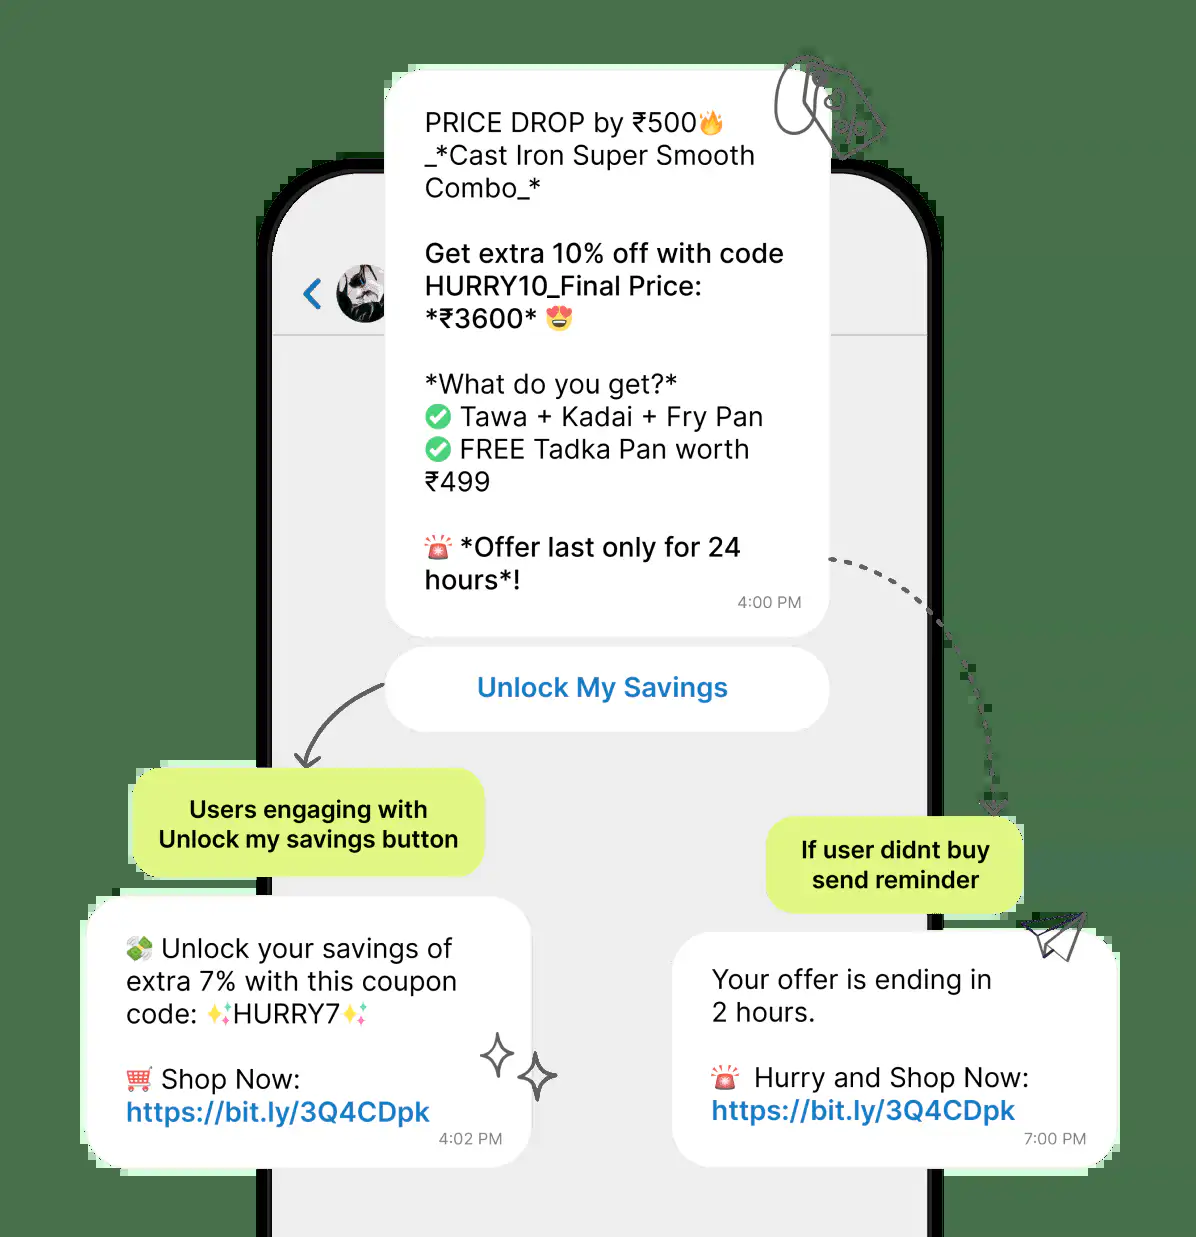 PRICE DROP by ₹500🔥
_*Cast Iron Super Smooth
Combo_*
Get extra 10% off with code
HURRY10_Final Price:
*₹3600* 😍
*What do you get?*
✅ Tawa + Kadai + Fry Pan
✅ FREE Tadka Pan worth
₹499
🚨 *Offer last only for 24
hours*!
4:00 PM
Unlock My Savings
Users engaging with
Unlock my savings button
💸 Unlock your savings of
extra 7% with this coupon
code: ✨HURRY7✨
🛒 Shop Now:
https://bit.ly/3Q4CDpk
4:02 PM
If user didnt buy
send reminder
Your offer is ending in
2 hours.
🚨 Hurry and Shop Now:
https://bit.ly/3Q4CDpk
7:00 PM